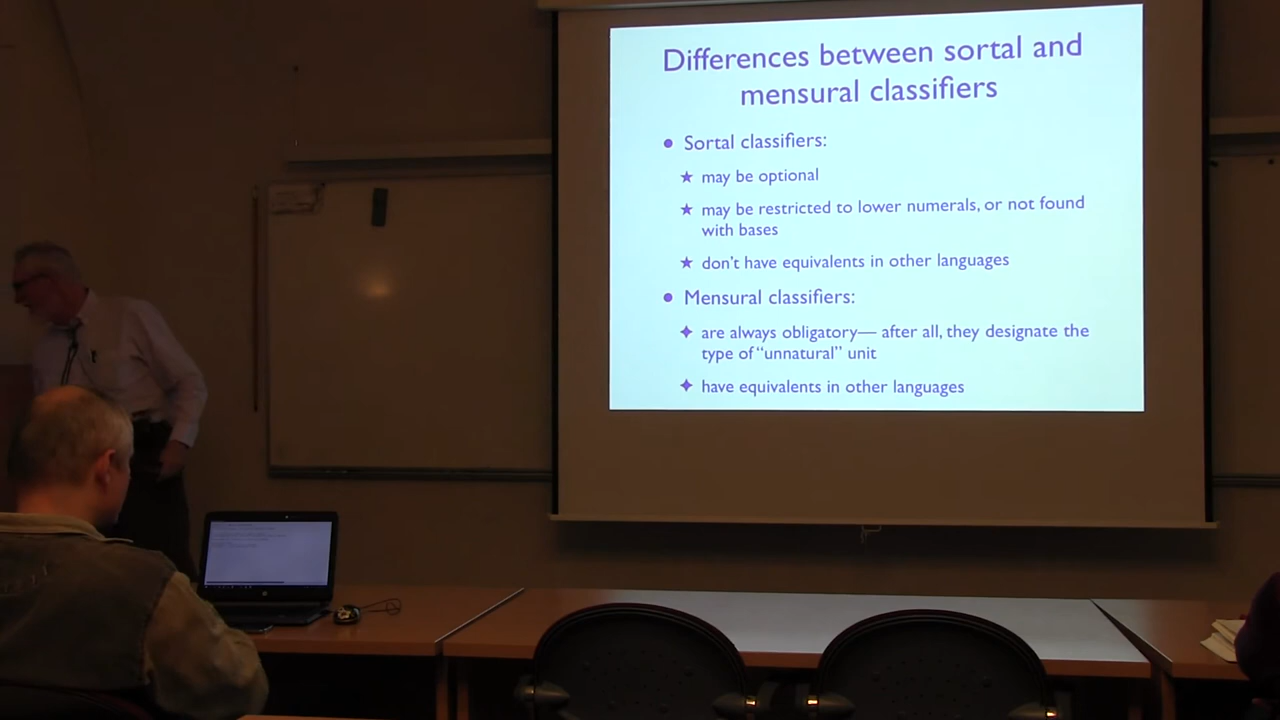 Differences between sortal and
mensural classifiers
● Sortal classifiers:
★ may be optional
★ may be restricted to lower numerals, or not found
with bases
★ don't have equivalents in other languages
● Mensural classifiers:
✦ are always obligatory— after all, they designate the
type of “unnatural” unit
✦ have equivalents in other languages